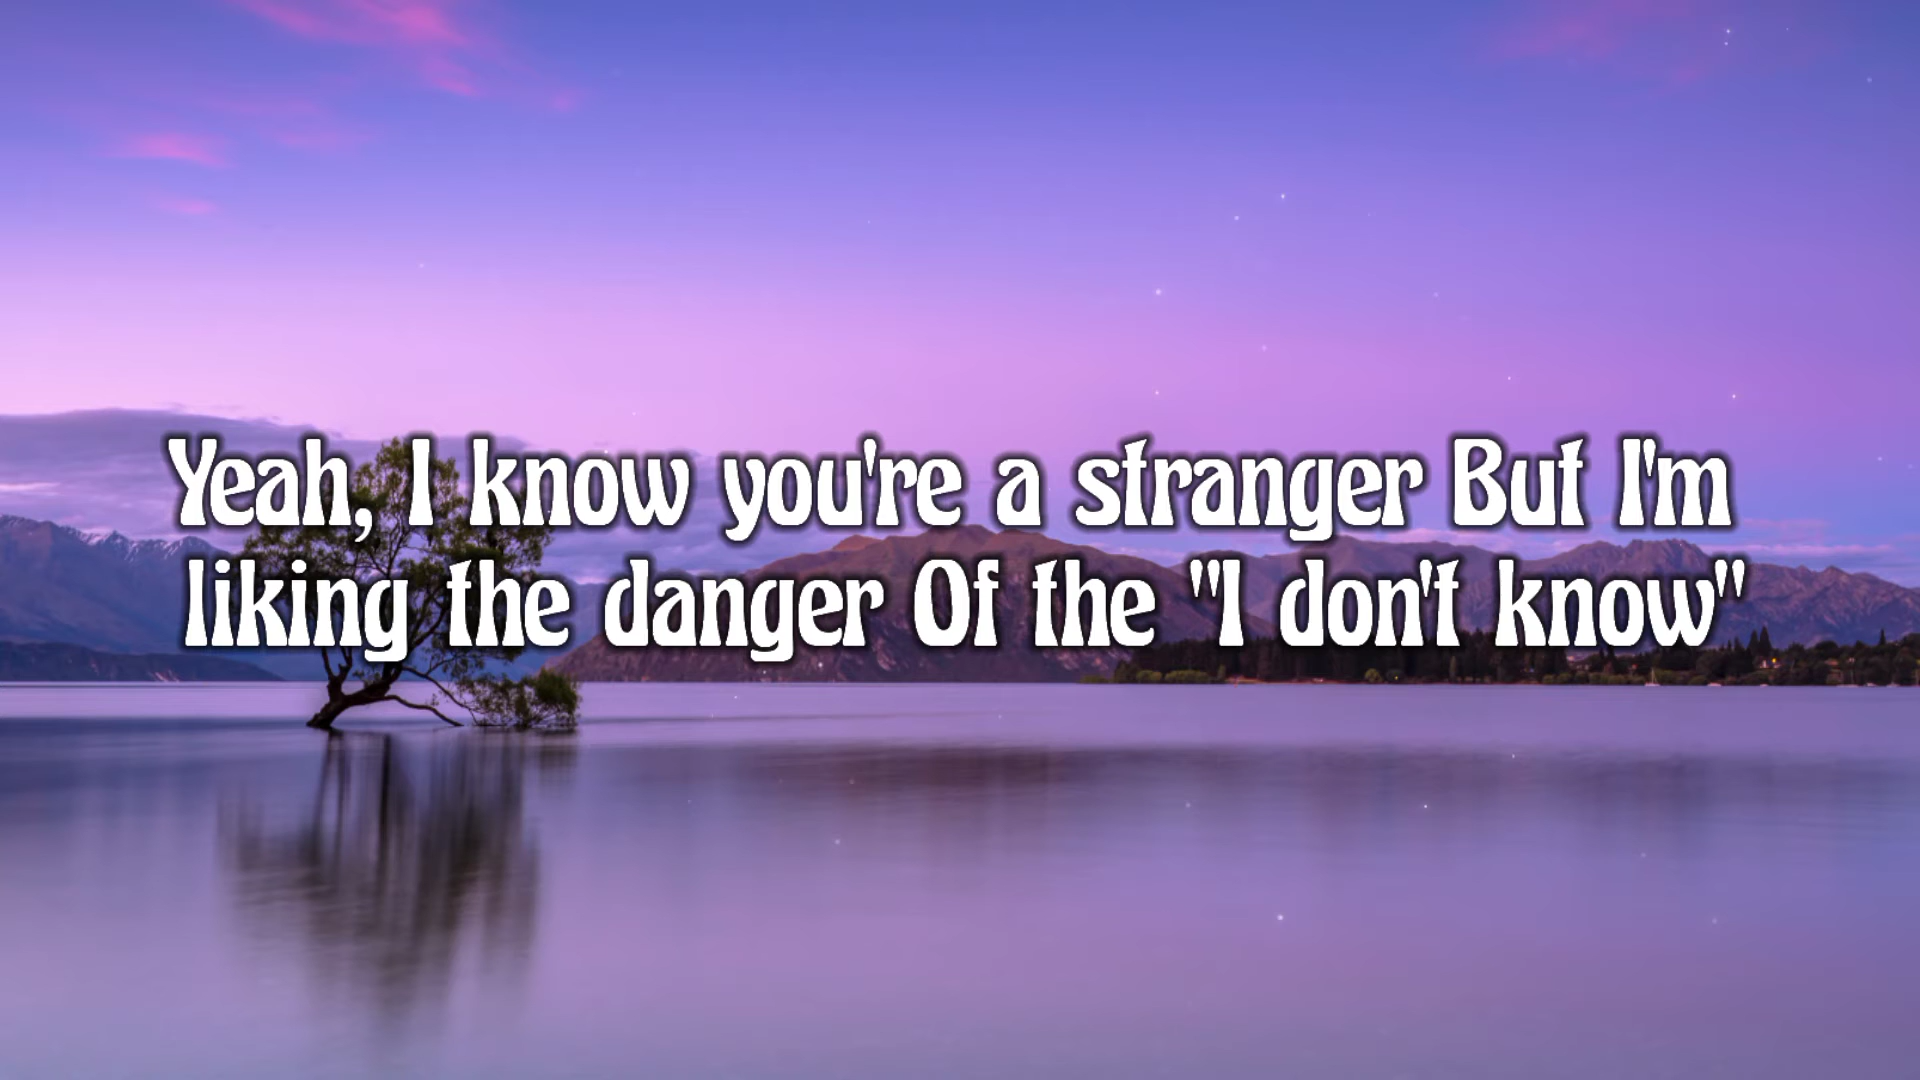 Yeah, I know you're a stranger But I'm
liking the danger Of the "I don't know"